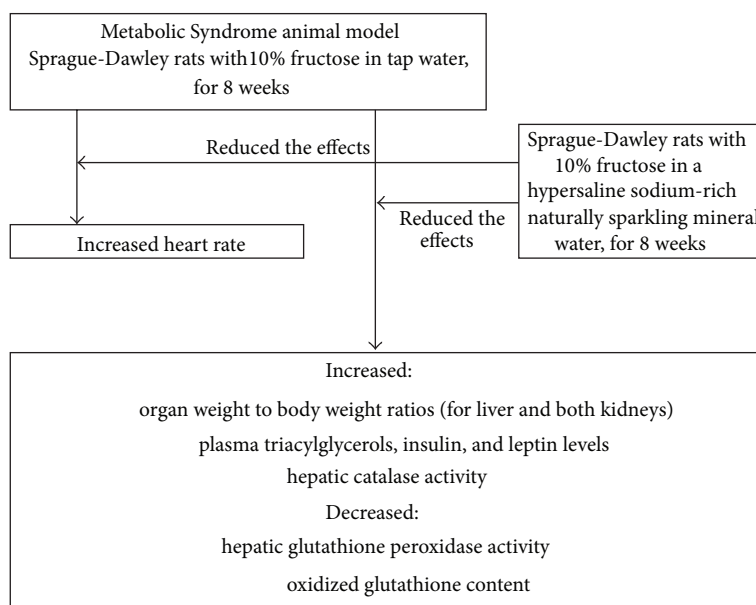 Metabolic Syndrome animal model
Sprague-Dawley rats with10% fructose in tap water,
for 8 weeks
Reduced the effects
Sprague-Dawley rats with
10% fructose in a
hypersaline sodium-rich
naturally sparkling mineral
water, for 8 weeks
Reduced the
effects
Increased heart rate
Increased:
organ weight to body weight ratios (for liver and both kidneys)
plasma triacylglycerols, insulin, and leptin levels
hepatic catalase activity
Decreased:
hepatic glutathione peroxidase activity
oxidized glutathione content